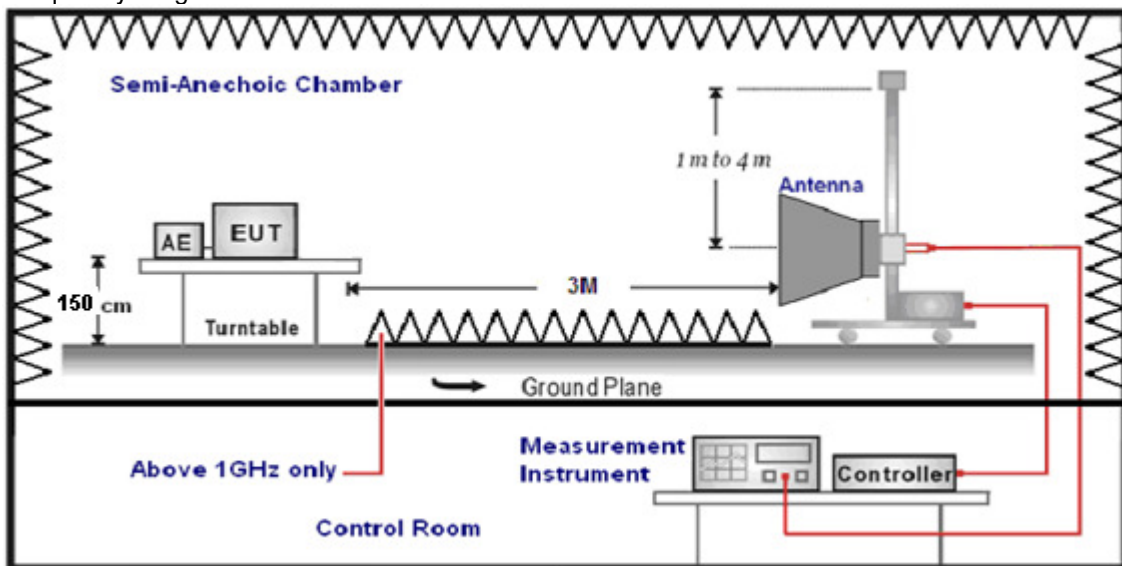 Semi-Anechoic Chamber
1 m to 4 m
Antenna
AE
EUT
150 cm
3M
Turntable
Ground Plane
Above 1GHz only
Measurement
Instrument
Controller
Control Room